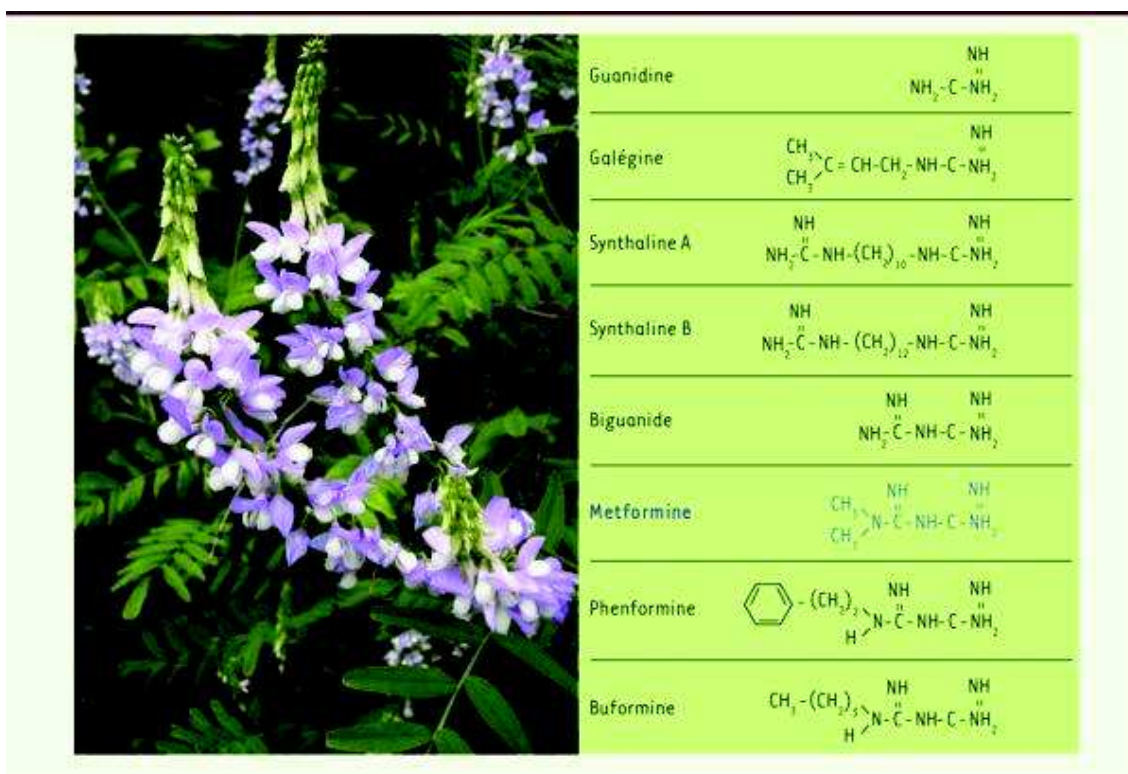 NH
Guanidine NH₂-C-NH₂
NH
CH₃
Galégine C=CH-CH₂-NH-C-NH₂
CH₃
NH NH
Synthaline A NH₂-C-NH-(CH₂)₁₀-NH-C-NH₂
NH NH
Synthaline B NH₂-C-NH-(CH₂)₁₂-NH-C-NH₂
NH NH
Biguanide NH₂-C-NH-C-NH₂
NH NH
CH₃
Metformine N-C-NH-C-NH₂
CH₃
NH NH
Phenformine -(CH₂)₂
N-C-NH-C-NH₂
H
NH NH
Buformine CH₃-(CH₂)₃
N-C-NH-C-NH₂
H